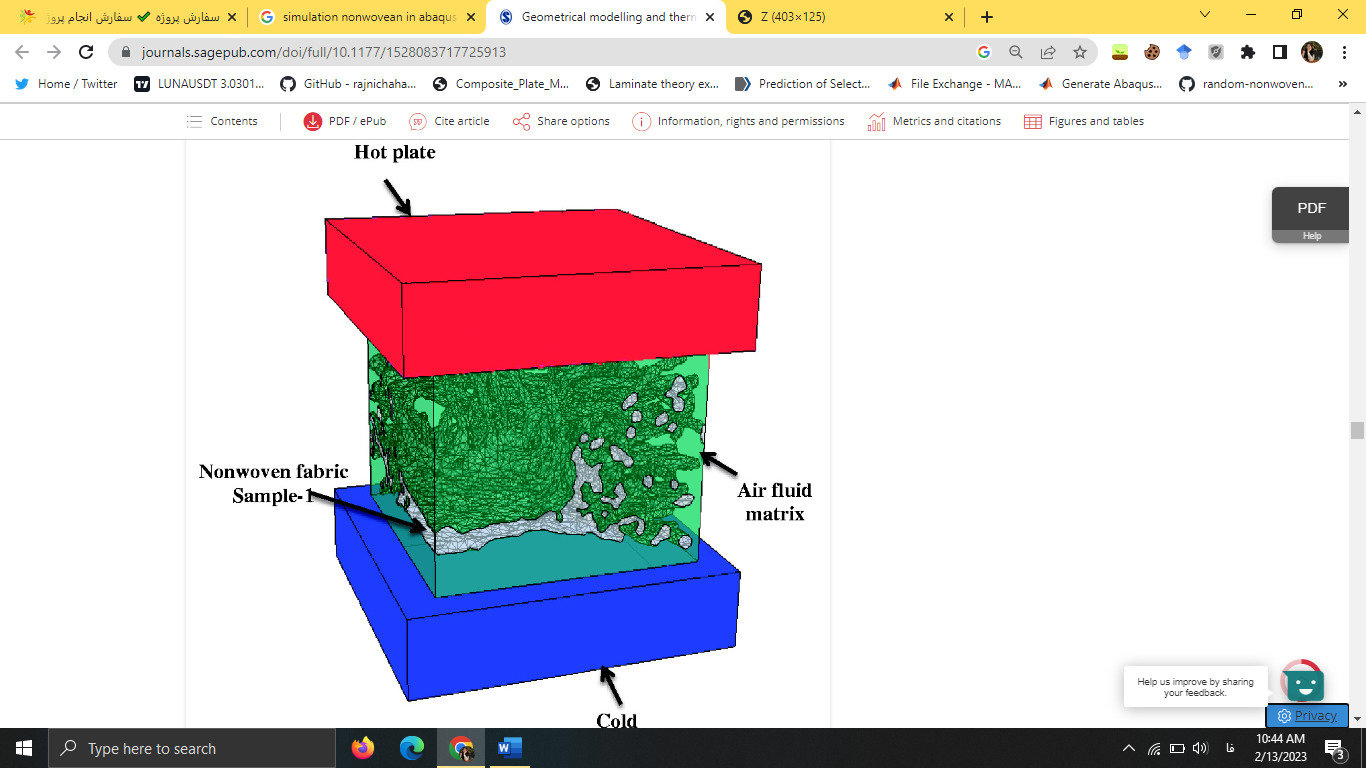 سفارش پروژه ✔ سفارش انجام پروژ
simulation nonwovean in abaqus
Geometrical modelling and therm
Z (403×125)
journals.sagepub.com/doi/full/10.1177/1528083717725913
Home / Twitter
LUNAUSDT 3.0301...
GitHub - rajnichaha...
Composite_Plate_M...
Laminate theory ex...
Prediction of Select...
File Exchange - MA...
Generate Abaqus...
random-nonwoven...
»
Contents
PDF / ePub
Cite article
Share options
Information, rights and permissions
Metrics and citations
Figures and tables
Hot plate
PDF
Help
Nonwoven fabric
Sample-1
Air fluid
matrix
Cold
Help us improve by sharing
your feedback.
Privacy
Type here to search
فا
10:44 AM
2/13/2023
3